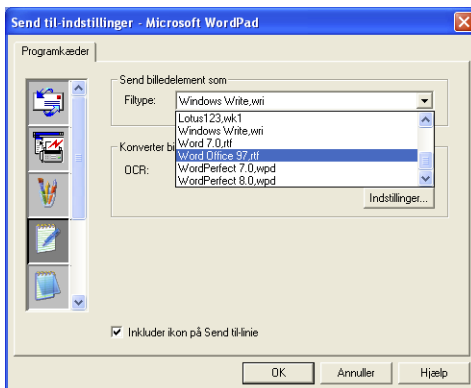 Send til-indstillinger - Microsoft WordPad
Programkæder
Send billedelement som
Filtype: Windows Write,wri
Lotus123,wk1
Windows Write,wri
Word 7.0,rtf
Word Office 97,rtf
WordPerfect 7.0,wpd
WordPerfect 8.0,wpd
Konverter
OCR:
Indstillinger...
Inkluder ikon på Send til-linie
OK Annuller Hjælp